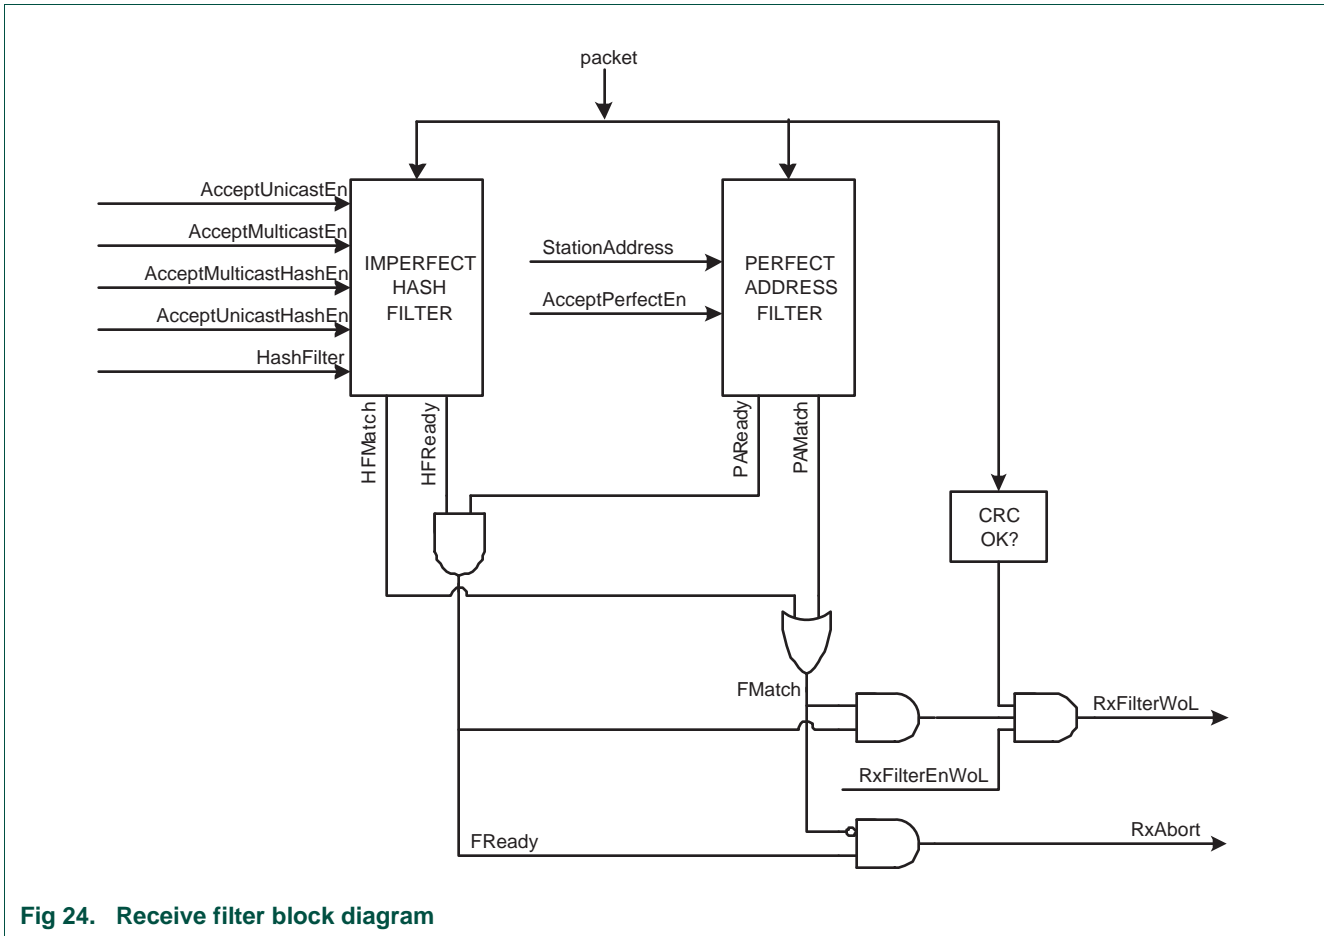 packet
AcceptUnicastEn
AcceptMulticastEn
AcceptMulticastHashEn
AcceptUnicastHashEn
HashFilter
IMPERFECT
HASH
FILTER
StationAddress
AcceptPerfectEn
PERFECT
ADDRESS
FILTER
HFMatch
HFReady
PAReady
PAMatch
CRC
OK?
FMatch
RxFilterWoL
RxFilterEnWoL
RxAbort
FReady
Fig 24. Receive filter block diagram